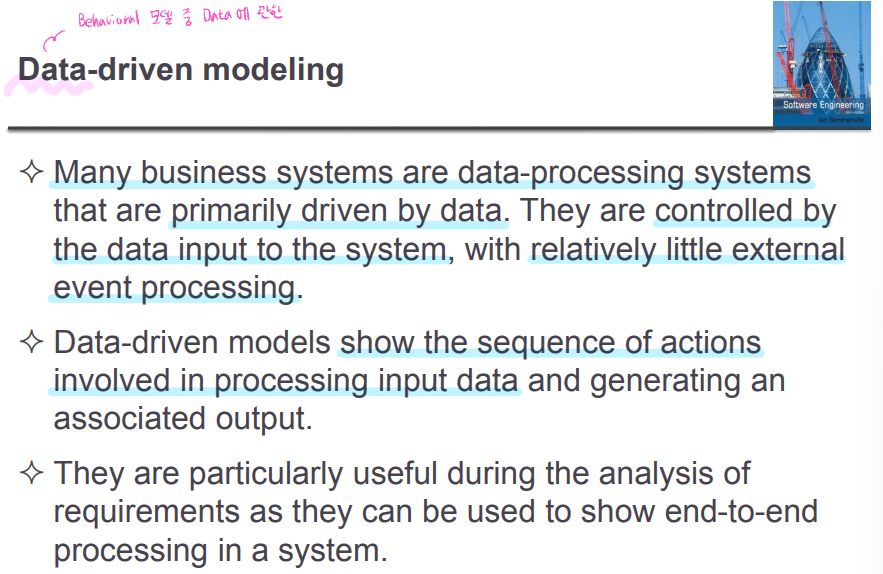 Behavioral 모델 중 Data에 관한
Data-driven modeling
Software Engineering
Ian Sommerville
✧ Many business systems are data-processing systems
that are primarily driven by data. They are controlled by
the data input to the system, with relatively little external
event processing.
✧ Data-driven models show the sequence of actions
involved in processing input data and generating an
associated output.
✧ They are particularly useful during the analysis of
requirements as they can be used to show end-to-end
processing in a system.